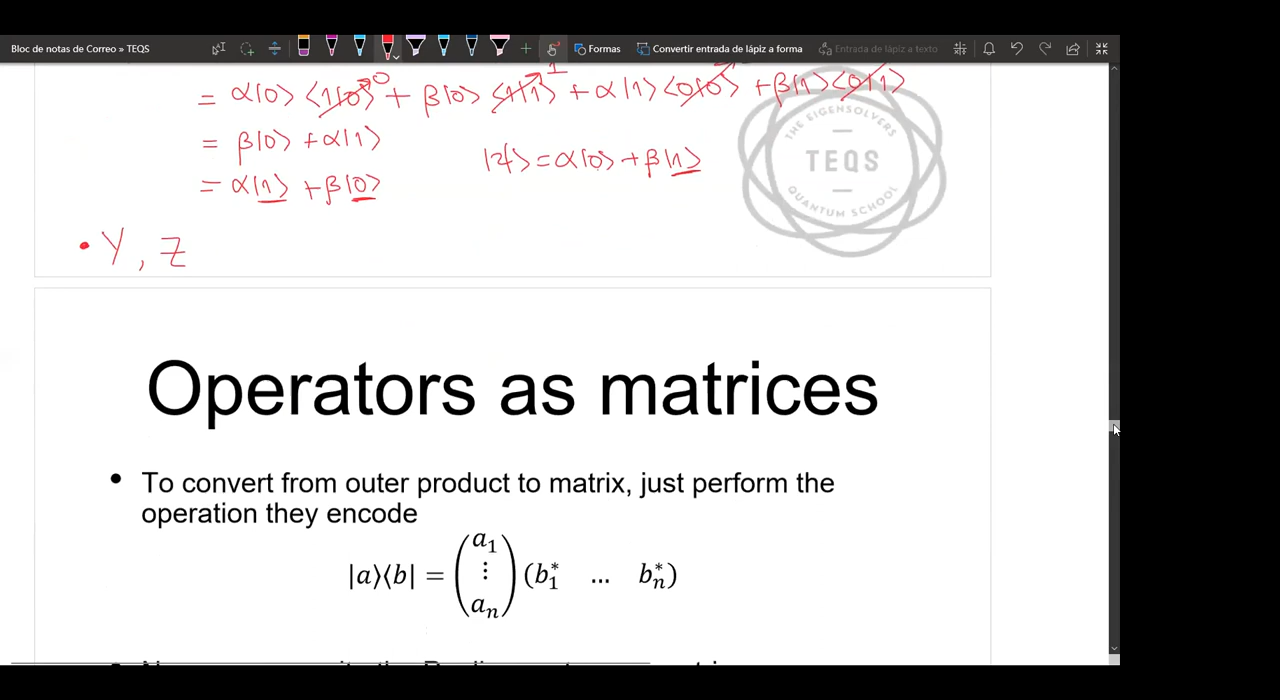 Bloc de notas de Correo » TEQS
Formas
Convertir entrada de lápiz a forma
Entrada de lápiz a texto
= α|0⟩⟨1|0⟩ 0 + β|0⟩⟨1|1⟩ 1 + α|1⟩⟨0|0⟩ + β|1⟩⟨0|1⟩
= β|0⟩ + α|1⟩
|ψ⟩ = α|0⟩ + β|1⟩
= α|1⟩ + β|0⟩
THE EIGENSOLVERS
TEQS
QUANTUM SCHOOL
• Y, Z
Operators as matrices
• To convert from outer product to matrix, just perform the
operation they encode
|a⟩⟨b| = (a₁ ⋮ aₙ) (b₁* … bₙ*)